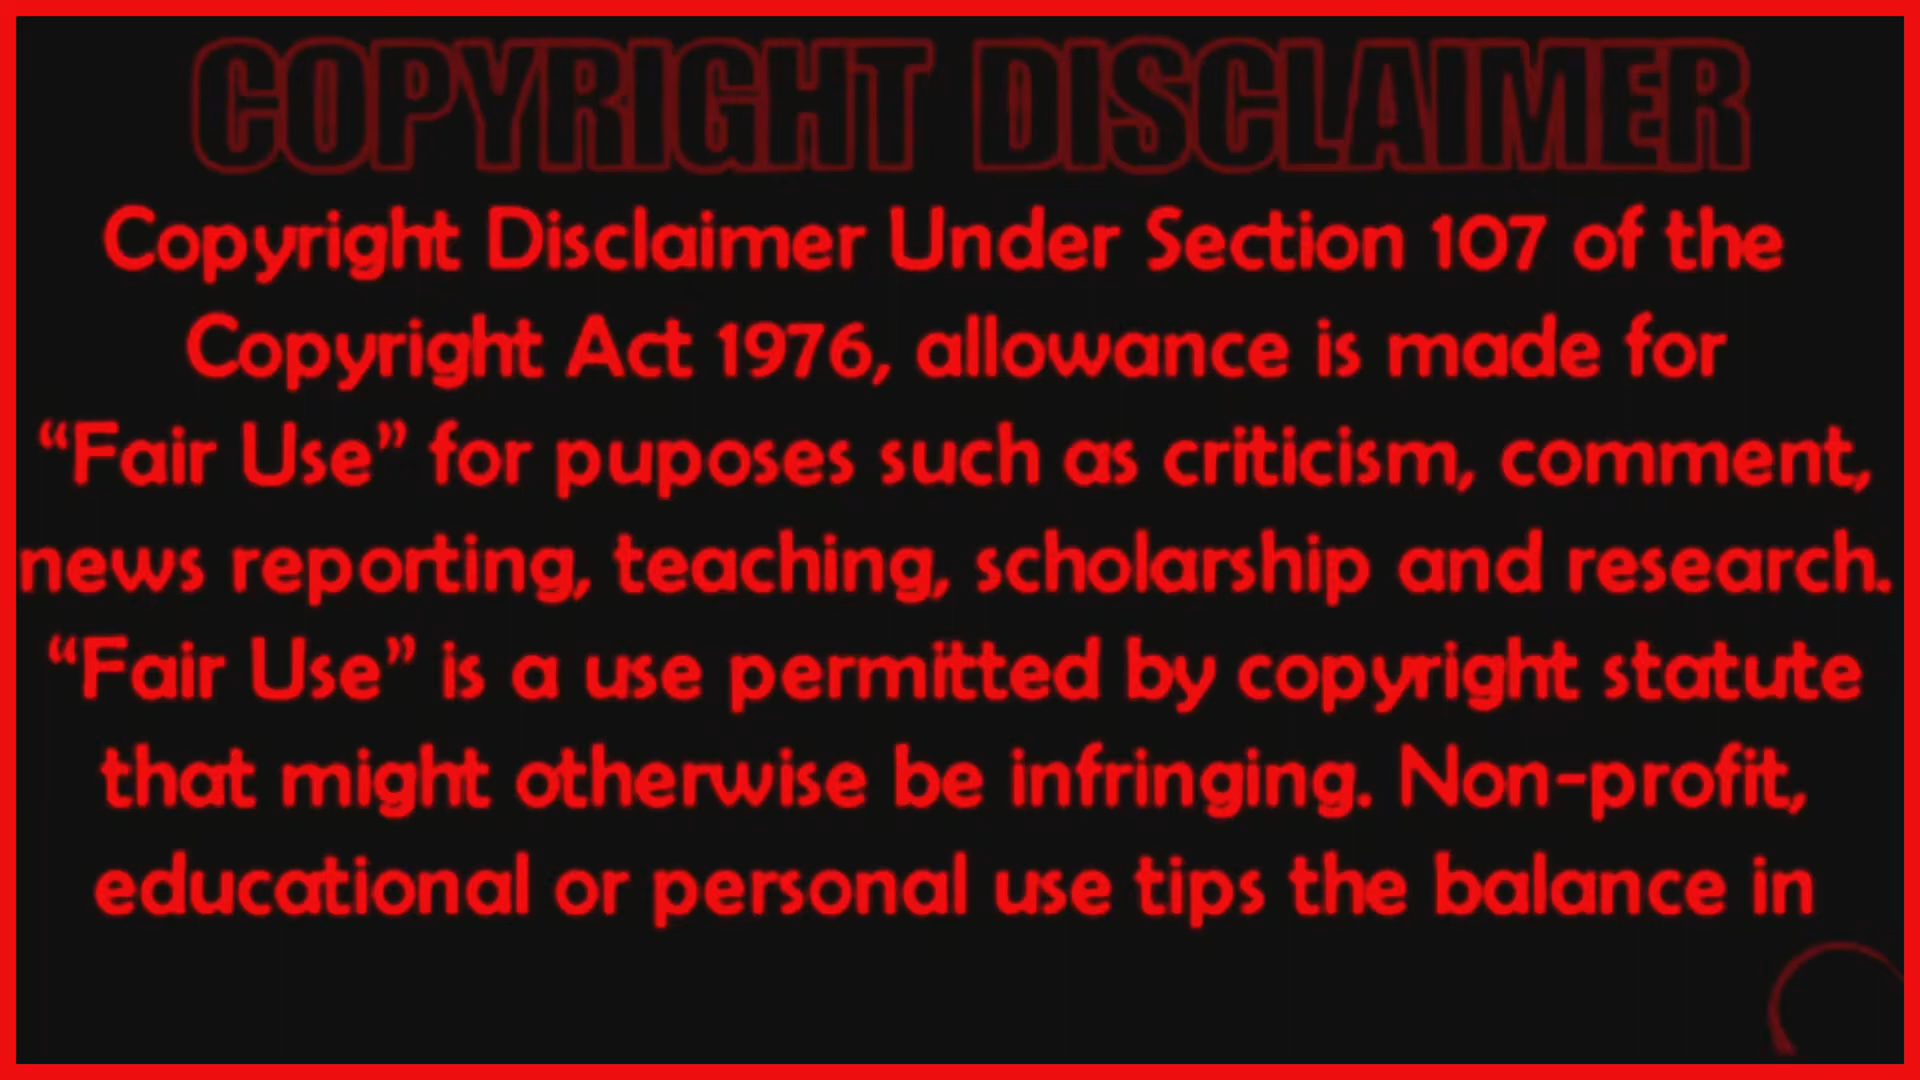 COPYRIGHT DISCLAIMER
Copyright Disclaimer Under Section 107 of the
Copyright Act 1976, allowance is made for
“Fair Use” for puposes such as criticism, comment,
news reporting, teaching, scholarship and research.
“Fair Use” is a use permitted by copyright statute
that might otherwise be infringing. Non-profit,
educational or personal use tips the balance in